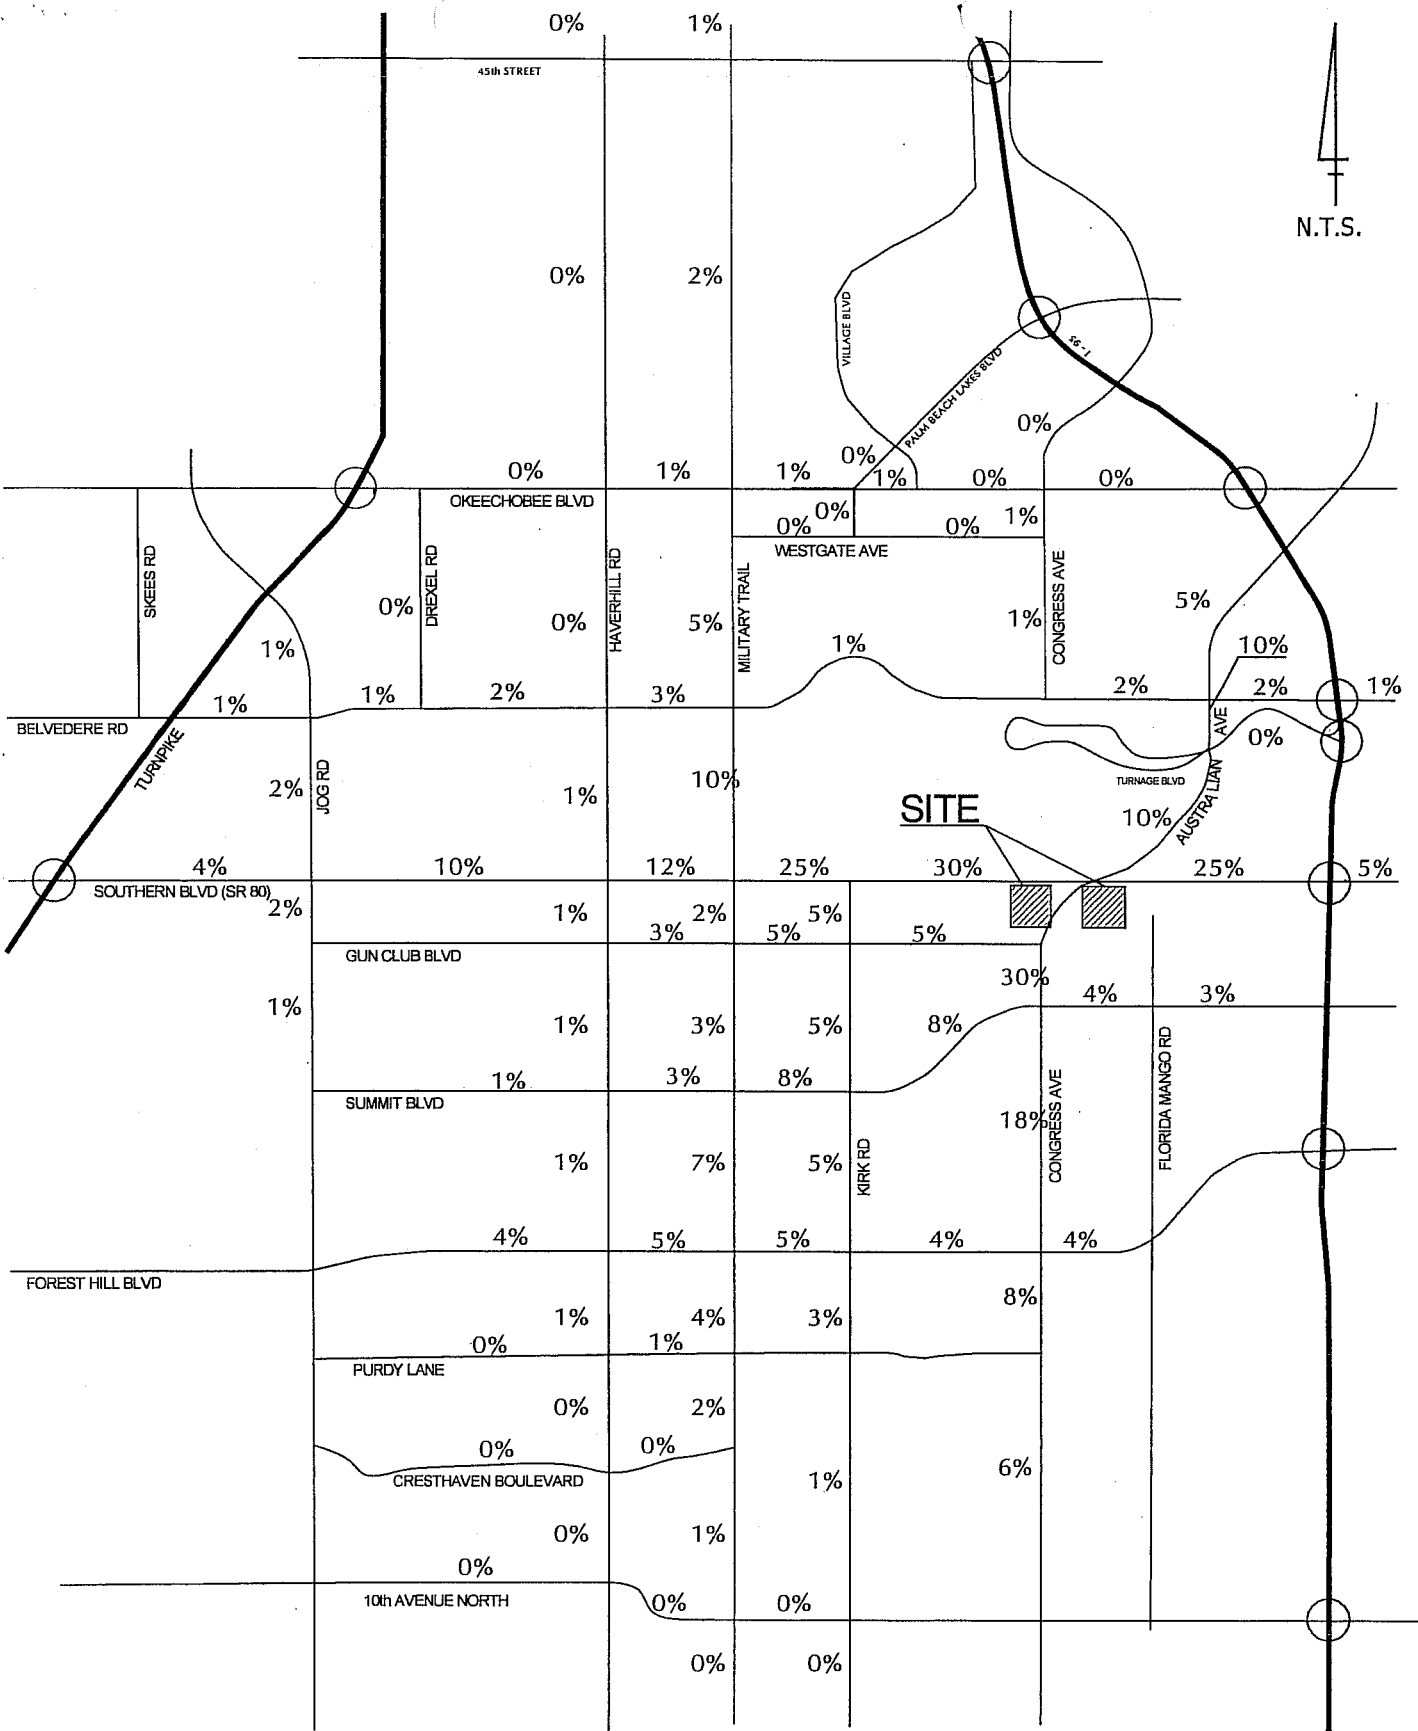 0% 1%
45th STREET
N.T.S.
0% 2%
VILLAGE BLVD
PALM BEACH LAKES BLVD
I-95
0%
0% 1% 1% 0% 1% 0% 0%
OKEECHOBEE BLVD
0% 0% 0% 1%
WESTGATE AVE
SKEES RD
DREXEL RD
HAVERHILL RD
MILITARY TRAIL
CONGRESS AVE
0% 0% 5% 1% 5%
1% 1% 10%
1% 1% 2% 3% 2% 2% 1%
BELVEDERE RD
TURNPIKE
JOG RD
AVE
0%
TURNAGE BLVD
AUSTRALIAN
2% 1% 10%
SITE
10%
4% 10% 12% 25% 30% 25% 5%
SOUTHERN BLVD (SR 80)
2% 1% 2% 5%
3% 5% 5%
GUN CLUB BLVD
30%
4% 3%
1% 1% 3% 5% 8%
1% 3% 8%
SUMMIT BLVD
CONGRESS AVE
FLORIDA MANGO RD
18%
KIRK RD
1% 7% 5%
4% 5% 5% 4% 4%
FOREST HILL BLVD
8%
1% 4% 3%
0% 1%
PURDY LANE
0% 2%
0% 0%
CRESTHAVEN BOULEVARD
1% 6%
0% 1%
0%
10th AVENUE NORTH
0% 0%
0% 0%